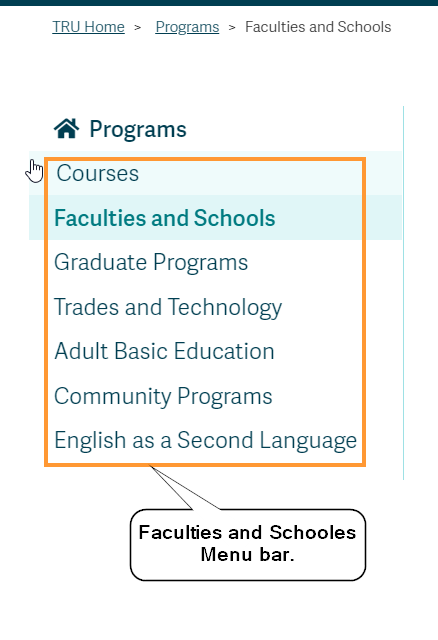 TRU Home > Programs > Faculties and Schools
Programs
Courses
Faculties and Schools
Graduate Programs
Trades and Technology
Adult Basic Education
Community Programs
English as a Second Language
Faculties and Schooles
Menu bar.